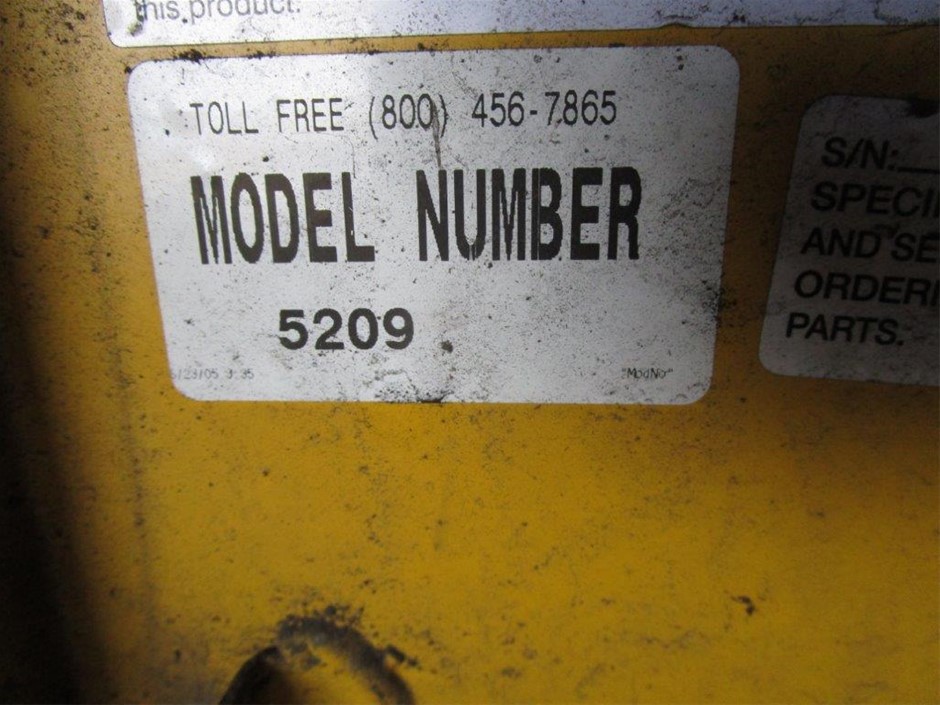 this product.
TOLL FREE (800) 456-7865
MODEL NUMBER
5209
"ModNo"
S/N:
SPECI
AND SE
ORDER
PARTS.